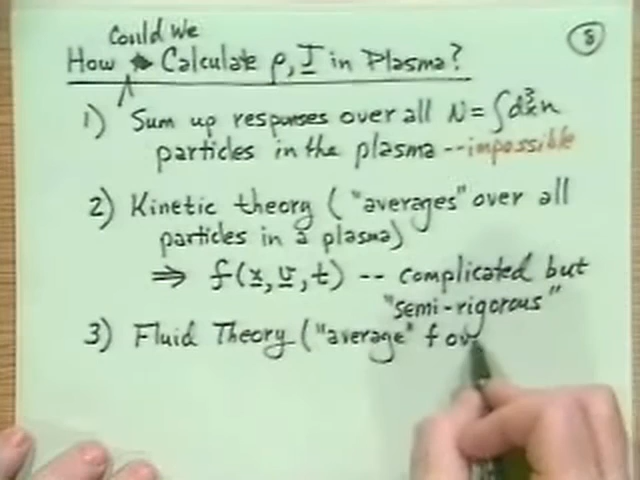 Could We
8
How Calculate ρ, J in Plasma?
1) Sum up responses over all N = ∫d³x n
particles in the plasma -- impossible
2) Kinetic theory ("averages" over all
particles in a plasma)
⇒ f(x, v, t) -- complicated but
"semi-rigorous"
3) Fluid Theory ("average" f ov